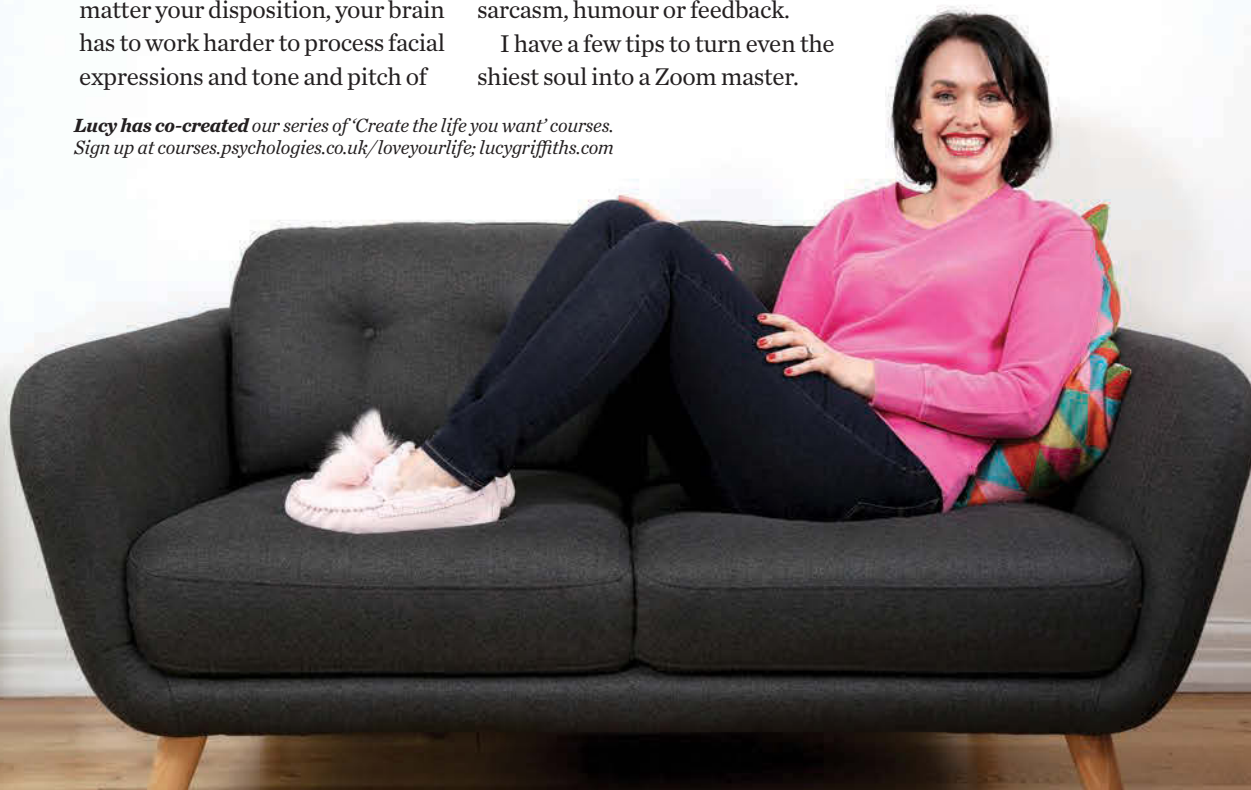 matter your disposition, your brain
has to work harder to process facial
expressions and tone and pitch of
sarcasm, humour or feedback.
I have a few tips to turn even the
shiest soul into a Zoom master.
Lucy has co-created our series of ‘Create the life you want’ courses.
Sign up at courses.psychologies.co.uk/loveyourlife; lucygriffiths.com